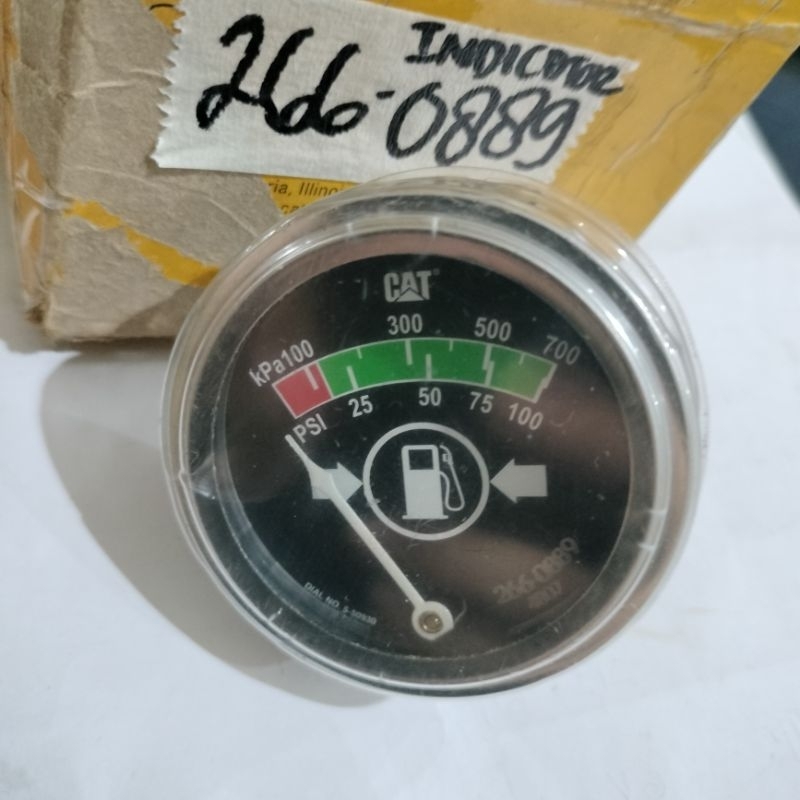 INDICATOR
266-0889
ria, Illino
CAT
300 500
kPa100 700
PSI 25 50 75 100
266.0889
DIAL NO. S-50930